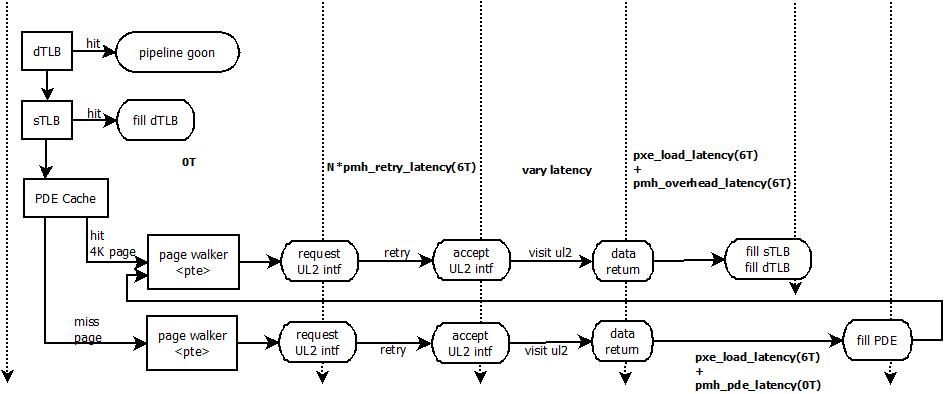 dTLB
hit
pipeline goon
sTLB
hit
fill dTLB
0T
N*pmh_retry_latency(6T)
vary latency
pxe_load_latency(6T)
+
pmh_overhead_latency(6T)
PDE Cache
hit
4K page
page walker
<pte>
request
UL2 intf
retry
accept
UL2 intf
visit ul2
data
return
fill sTLB
fill dTLB
miss
page
page walker
<pte>
request
UL2 intf
retry
accept
UL2 intf
visit ul2
data
return
fill PDE
pxe_load_latency(6T)
+
pmh_pde_latency(0T)